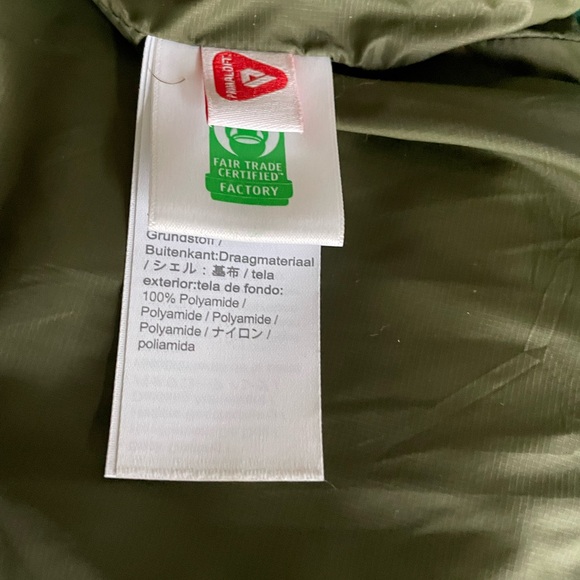 PRIMALOFT
FAIR TRADE
CERTIFIED™
FACTORY
Grundstoff /
Buitenkant:Draagmateriaal
/ シェル：基布 / tela
exterior:tela de fondo:
100% Polyamide /
Polyamide / Polyamide /
Polyamide / ナイロン /
poliamida